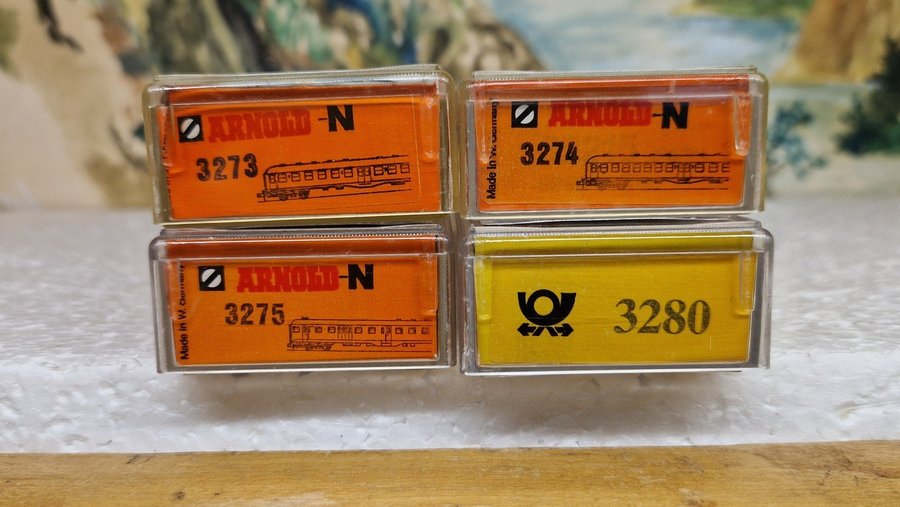 ARNOLD-N
3273
Made in W. Germany
ARNOLD-N
3274
Made in W. Germany
ARNOLD-N
3275
3280